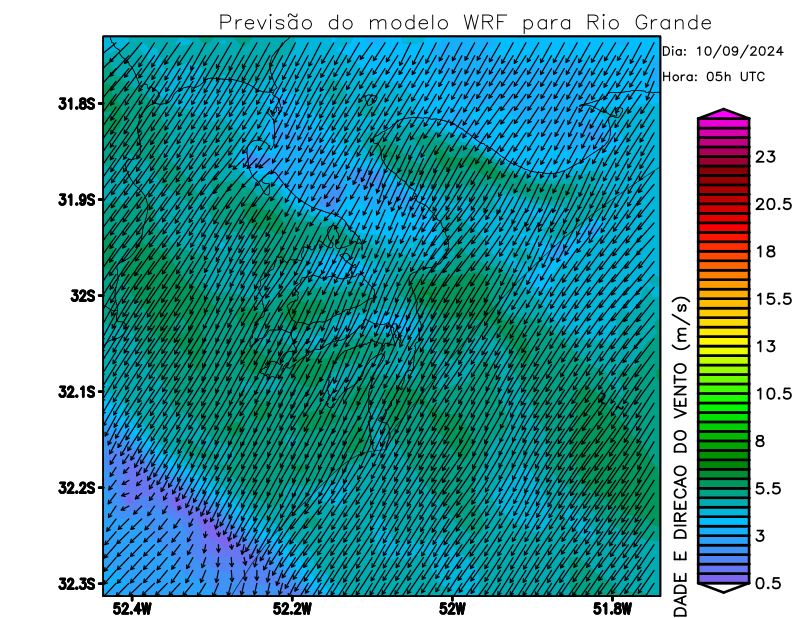 Previsão do modelo WRF para Rio Grande
Dia: 10/09/2024
Hora: 05h UTC
31.8S
31.9S
32S
32.1S
32.2S
32.3S
52.4W
52.2W
52W
51.8W
23
20.5
18
15.5
13
10.5
8
5.5
3
0.5
DADE E DIRECAO DO VENTO (m/s)